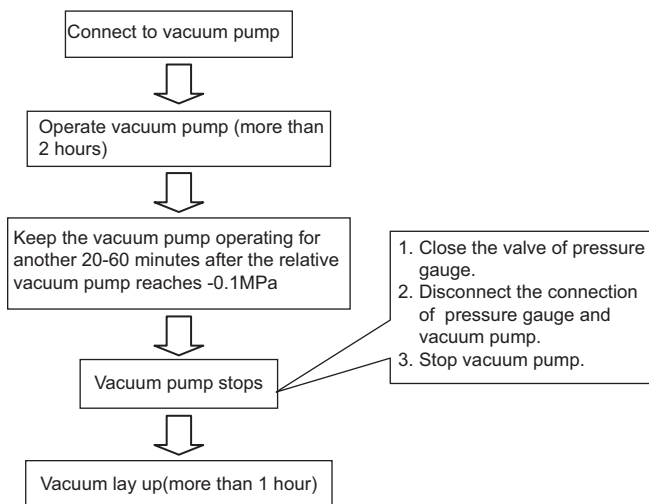 Connect to vacuum pump
Operate vacuum pump (more than
2 hours)
Keep the vacuum pump operating for
another 20-60 minutes after the relative
vacuum pump reaches -0.1MPa
Vacuum pump stops
1. Close the valve of pressure
gauge.
2. Disconnect the connection
of pressure gauge and
vacuum pump.
3. Stop vacuum pump.
Vacuum lay up(more than 1 hour)